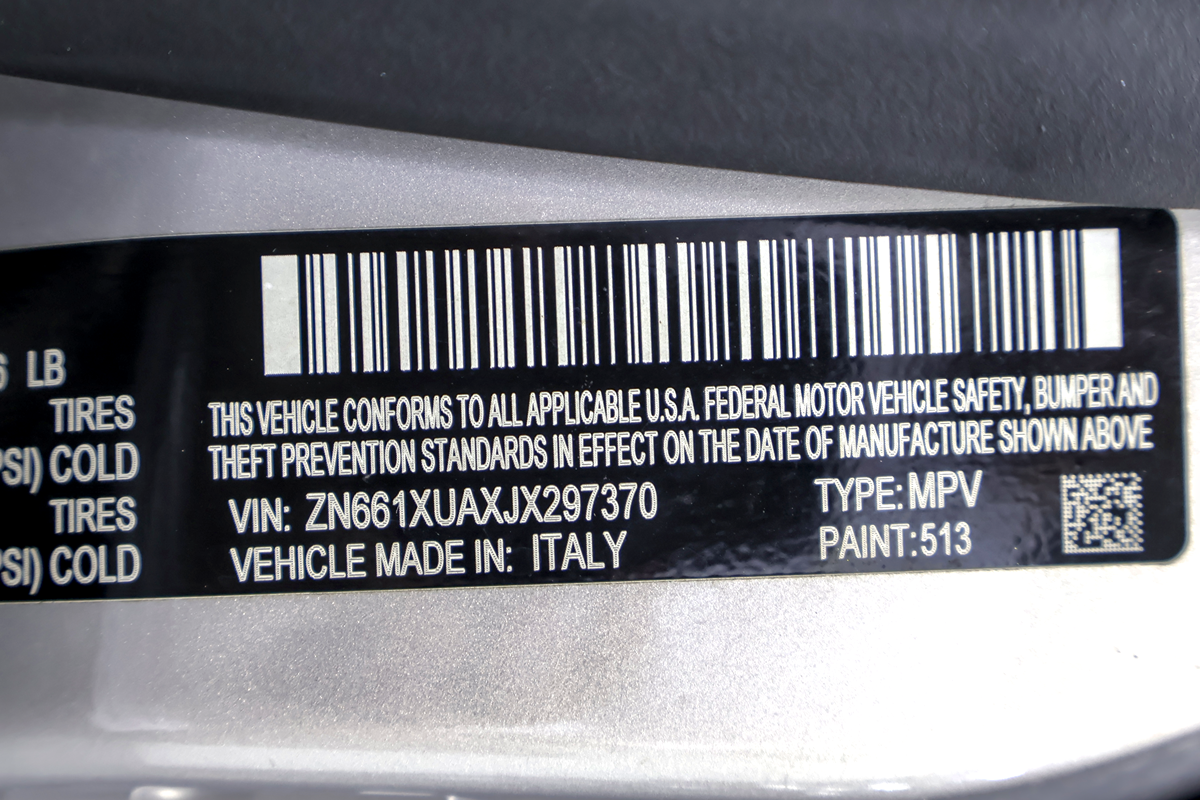 LB
TIRES
PSI) COLD
TIRES
PSI) COLD
THIS VEHICLE CONFORMS TO ALL APPLICABLE U.S.A. FEDERAL MOTOR VEHICLE SAFETY, BUMPER AND
THEFT PREVENTION STANDARDS IN EFFECT ON THE DATE OF MANUFACTURE SHOWN ABOVE
VIN: ZN661XUAXJX297370 TYPE: MPV
VEHICLE MADE IN: ITALY PAINT: 513